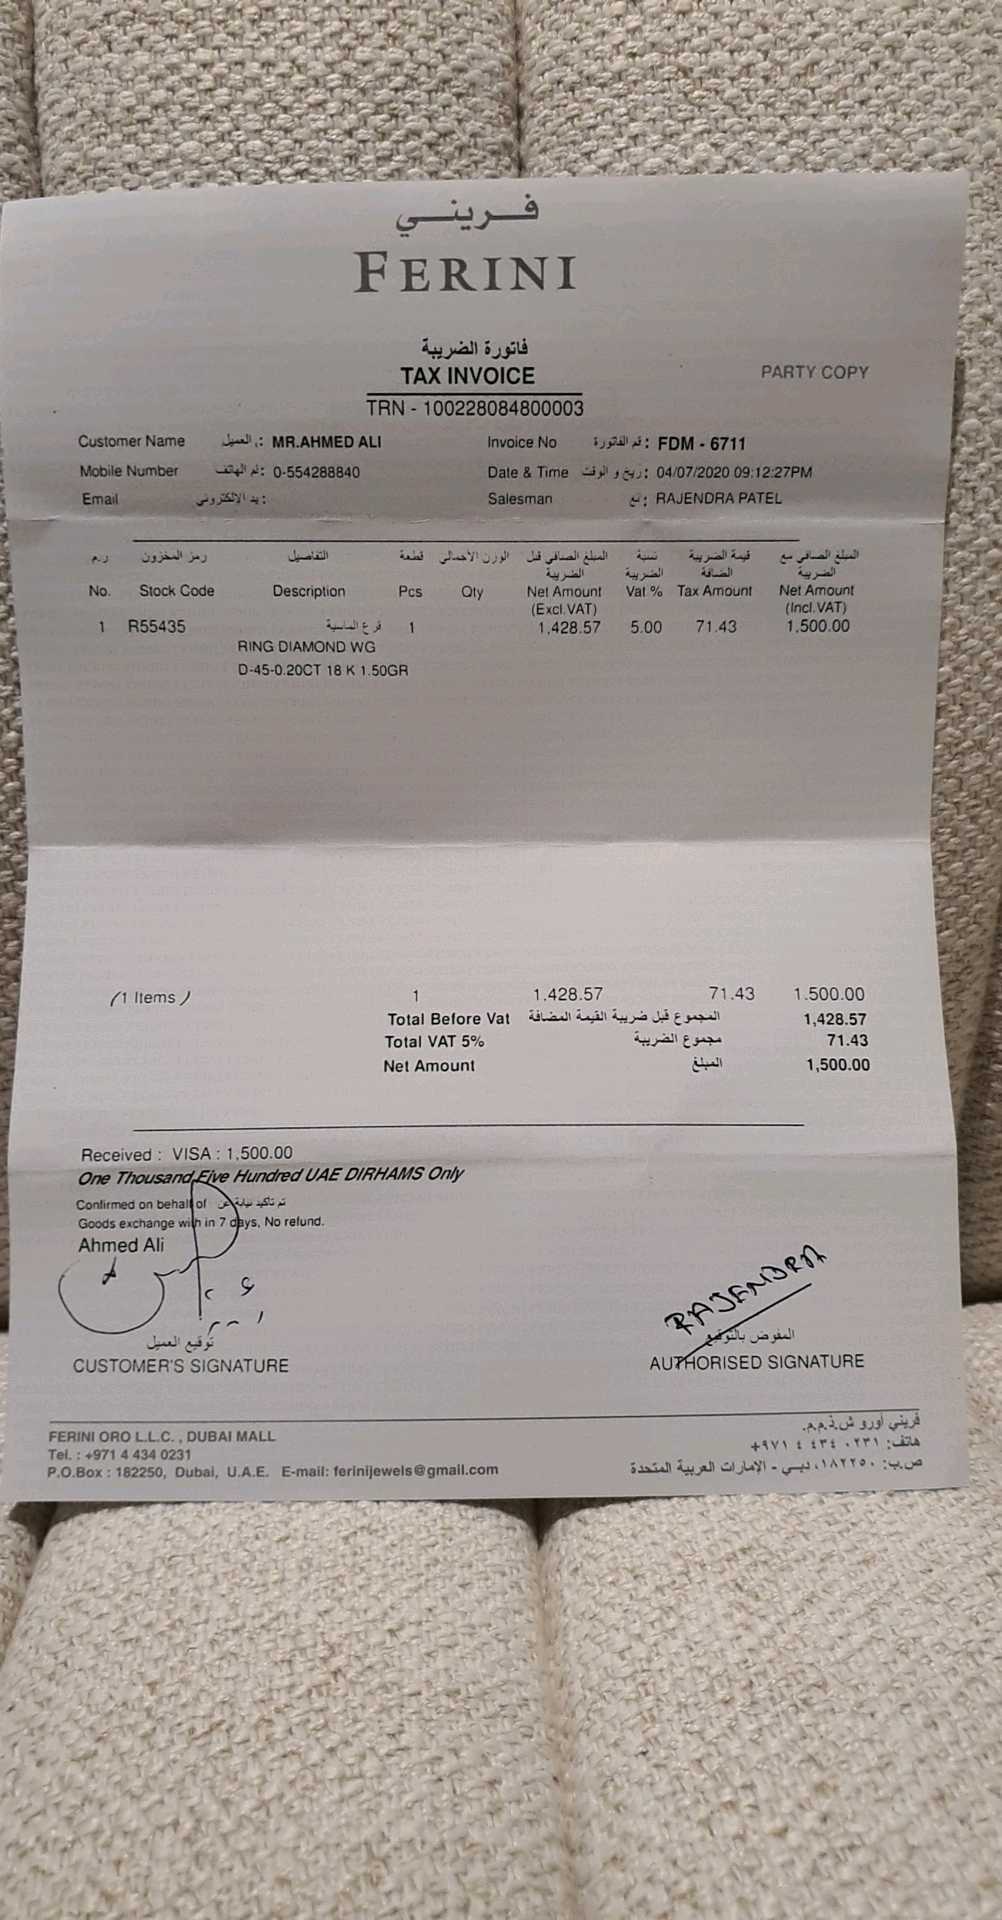 فريني
FERINI
فاتورة الضريبة
TAX INVOICE
PARTY COPY
TRN - 100228084800003
Customer Name العميل : MR.AHMED ALI
Invoice No قم الفاتورة : FDM - 6711
Mobile Number قم الهاتف : 0-554288840
Date & Time ريخ و الوقت : 04/07/2020 09:12:27PM
Email يد الإلكتروني :
Salesman ئع : RAJENDRA PATEL
ر.م رمز المخزون التفاصيل قطعة الوزن الأجمالي المبلغ الصافي قبل الضريبة نسبة الضريبة قيمة الضريبة الضافة المبلغ الصافي مع الضريبة
No. Stock Code Description Pcs Qty Net Amount (Excl.VAT) Vat % Tax Amount Net Amount (Incl.VAT)
1 R55435 الماسية 1 1,428.57 5.00 71.43 1,500.00
RING DIAMOND WG
D-45-0.20CT 18 K 1.50GR
(1 Items) 1 1.428.57 71.43 1.500.00
Total Before Vat المجموع قبل ضريبة القيمة المضافة 1,428.57
Total VAT 5% مجموع الضريبة 71.43
Net Amount المبلغ 1,500.00
Received : VISA : 1,500.00
One Thousand Five Hundred UAE DIRHAMS Only
Confirmed on behalf of تم تاكيد نيابة عن
Goods exchange with in 7 days, No refund.
Ahmed Ali
RAJENDRA
توقيع العميل
المفوض بالتوقيع
CUSTOMER'S SIGNATURE
AUTHORISED SIGNATURE
FERINI ORO L.L.C. , DUBAI MALL
فريني أورو ش.ذ.م.م.
Tel. : +971 4 434 0231
هاتف: ٠٢٣١ ٤٣٤ ٤ ٩٧١+
P.O.Box : 182250, Dubai, U.A.E. E-mail: ferinijewels@gmail.com
ص.ب: ١٨٢٢٥٠، دبي - الإمارات العربية المتحدة